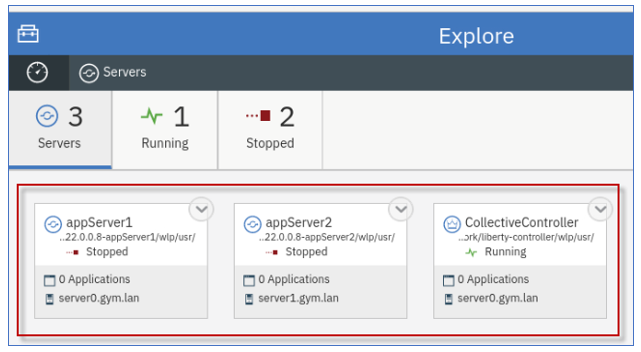 Explore
Servers
3
Servers
1
Running
2
Stopped
appServer1
..22.0.0.8-appServer1/wlp/usr/
Stopped
0 Applications
server0.gym.lan
appServer2
..22.0.0.8-appServer2/wlp/usr/
Stopped
0 Applications
server1.gym.lan
CollectiveController
..ork/liberty-controller/wlp/usr/
Running
0 Applications
server0.gym.lan